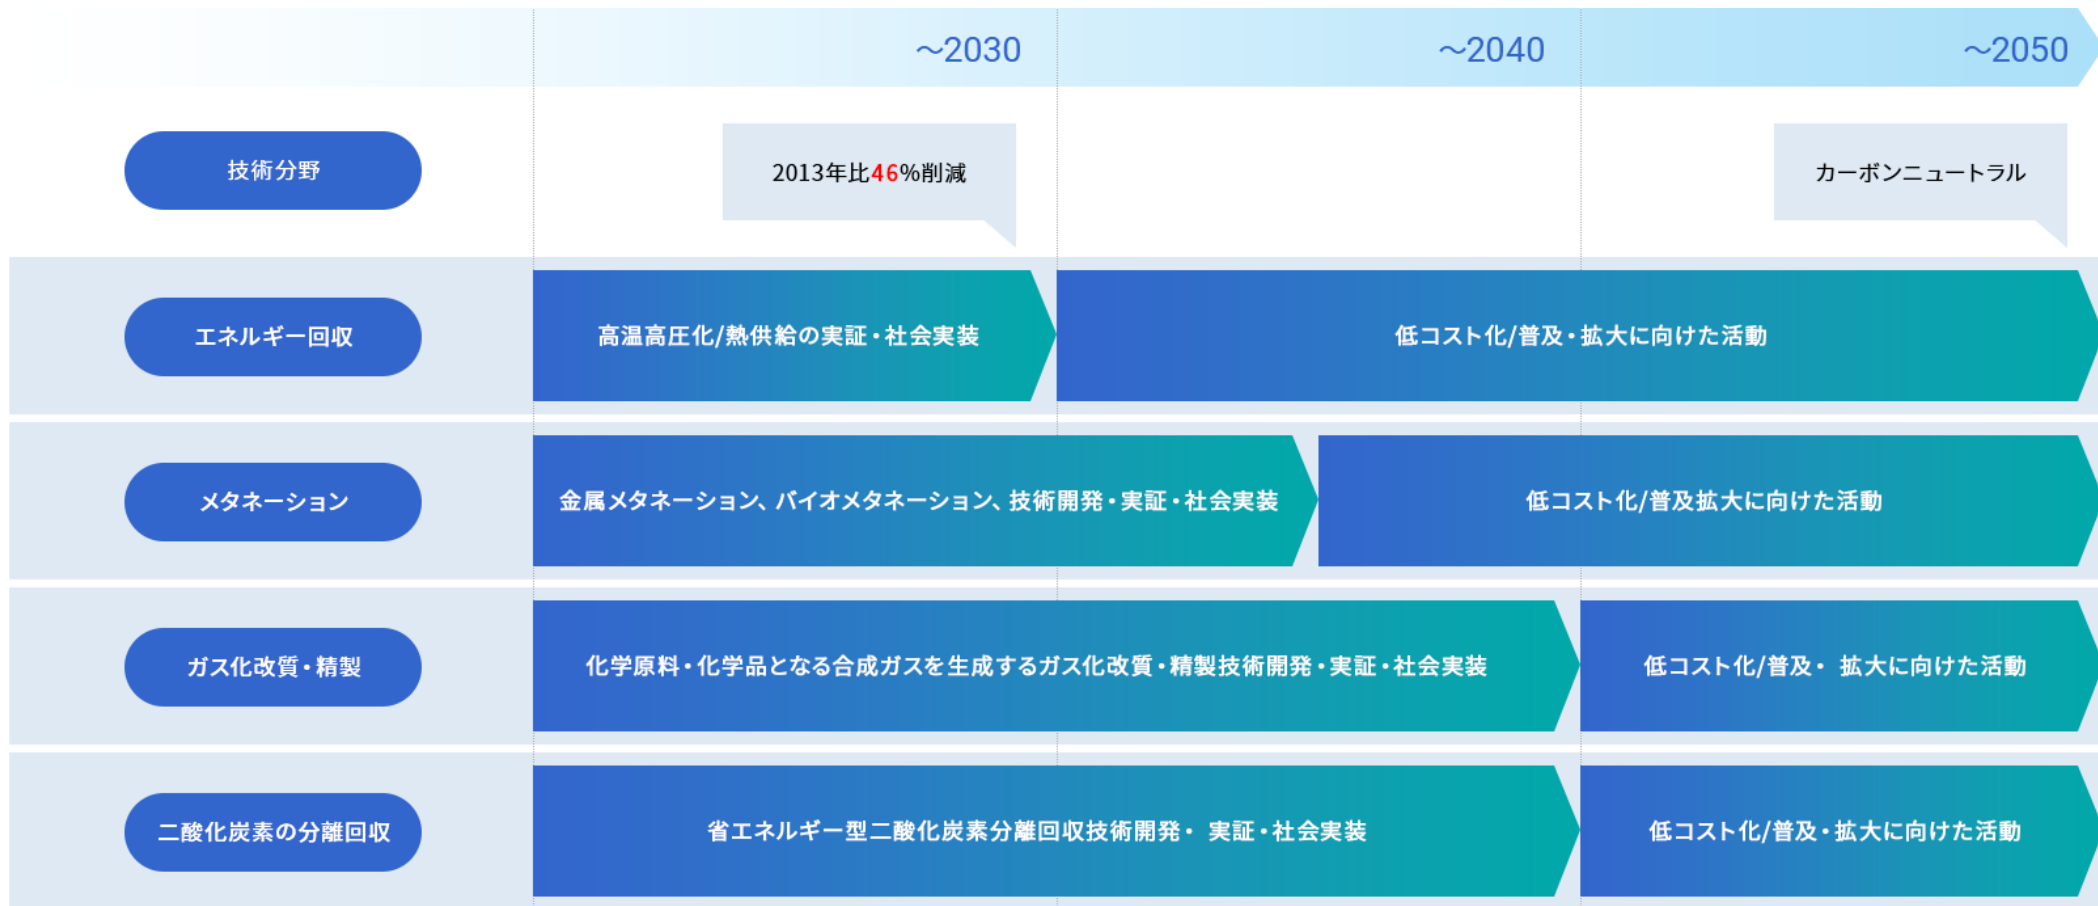 ～2030
～2040
～2050
技術分野
2013年比46%削減
カーボンニュートラル
エネルギー回収
高温高圧化/熱供給の実証・社会実装
低コスト化/普及・拡大に向けた活動
メタネーション
金属メタネーション、バイオメタネーション、技術開発・実証・社会実装
低コスト化/普及拡大に向けた活動
ガス化改質・精製
化学原料・化学品となる合成ガスを生成するガス化改質・精製技術開発・実証・社会実装
低コスト化/普及・ 拡大に向けた活動
二酸化炭素の分離回収
省エネルギー型二酸化炭素分離回収技術開発・ 実証・社会実装
低コスト化/普及・拡大に向けた活動